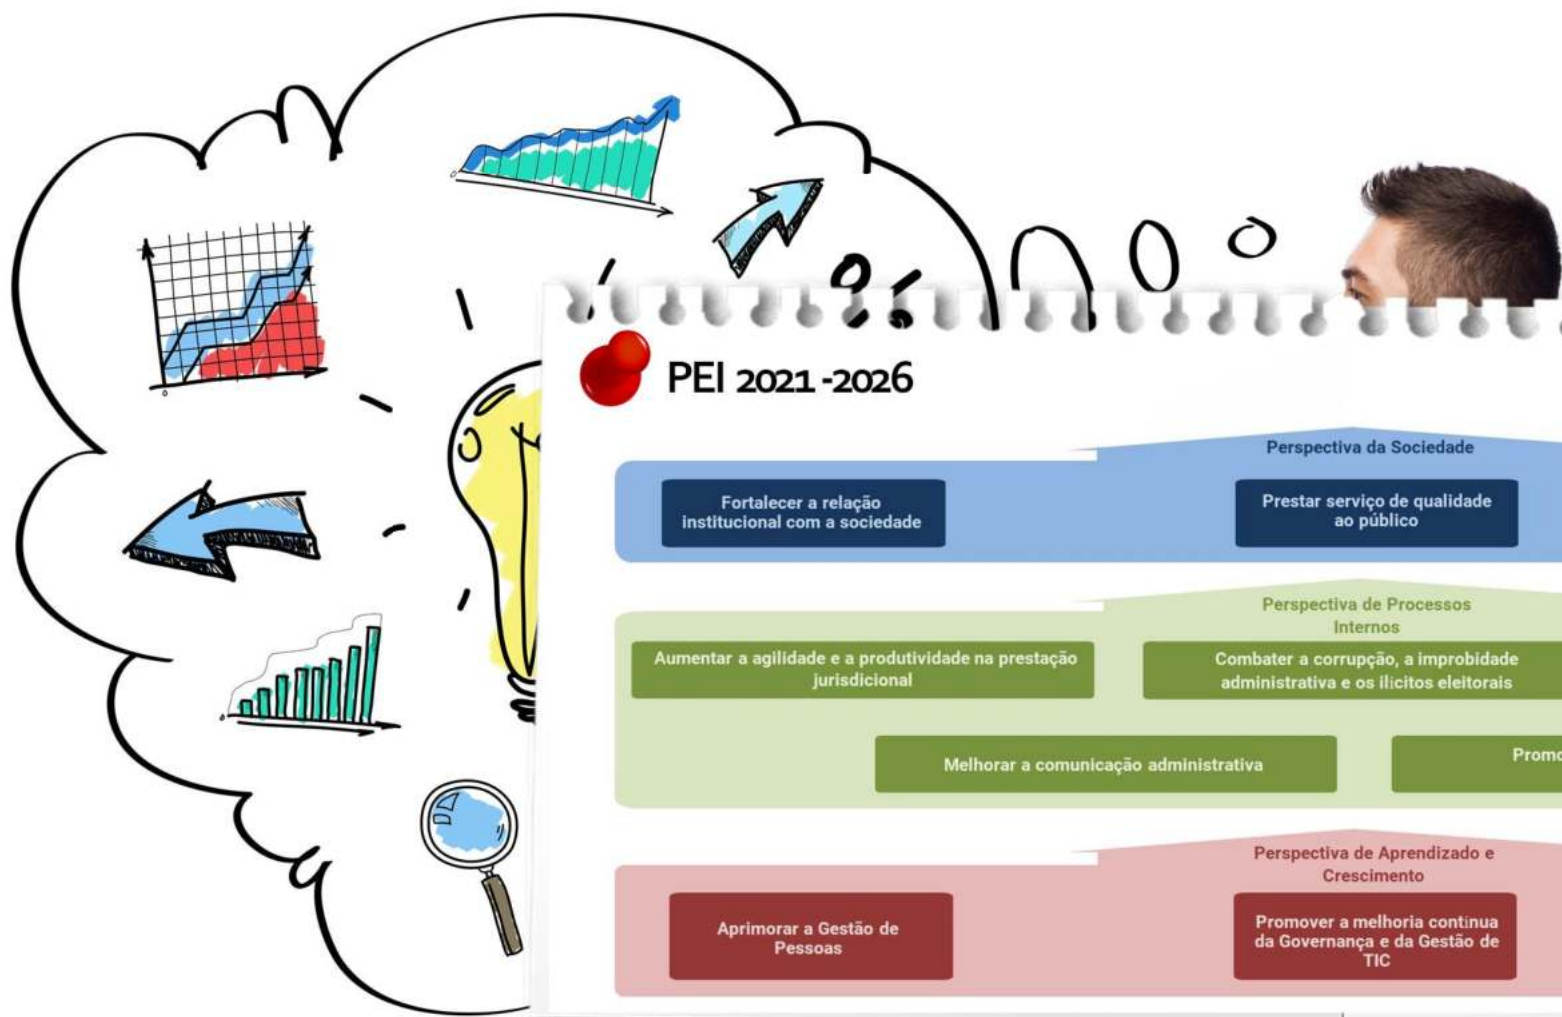 PEI 2021 -2026
Perspectiva da Sociedade
Fortalecer a relação
institucional com a sociedade
Prestar serviço de qualidade
ao público
Perspectiva de Processos
Internos
Aumentar a agilidade e a produtividade na prestação
jurisdicional
Combater a corrupção, a improbidade
administrativa e os ilícitos eleitorais
Melhorar a comunicação administrativa
Perspectiva de Aprendizado e
Crescimento
Aprimorar a Gestão de
Pessoas
Promover a melhoria contínua
da Governança e da Gestão de
TIC